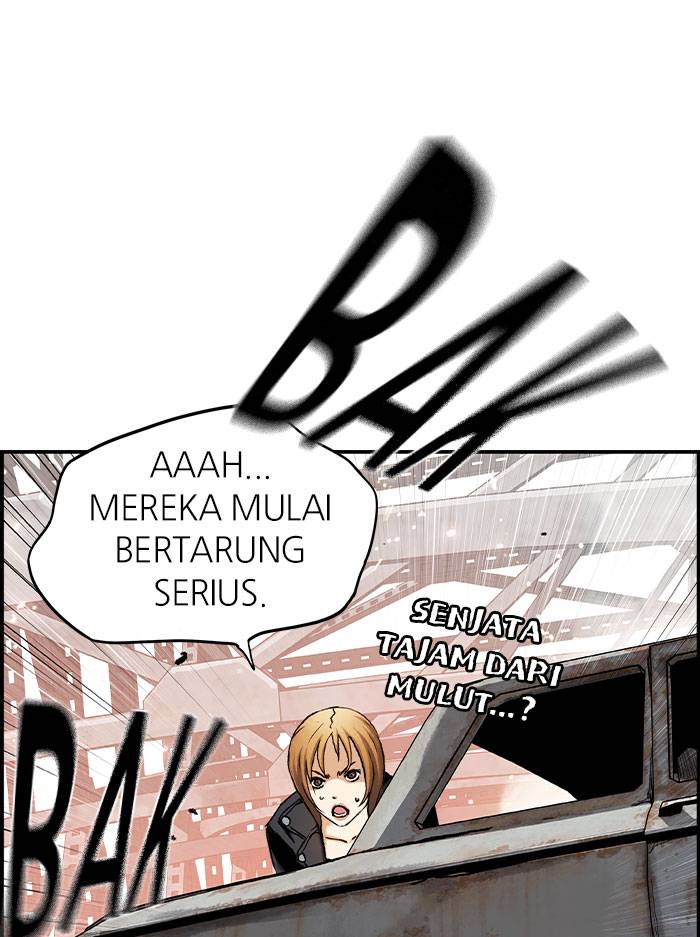 BAK
AAAH...
MEREKA MULAI
BERTARUNG
SERIUS.
SENJATA
TAJAM DARI
MULUT...?
BAK